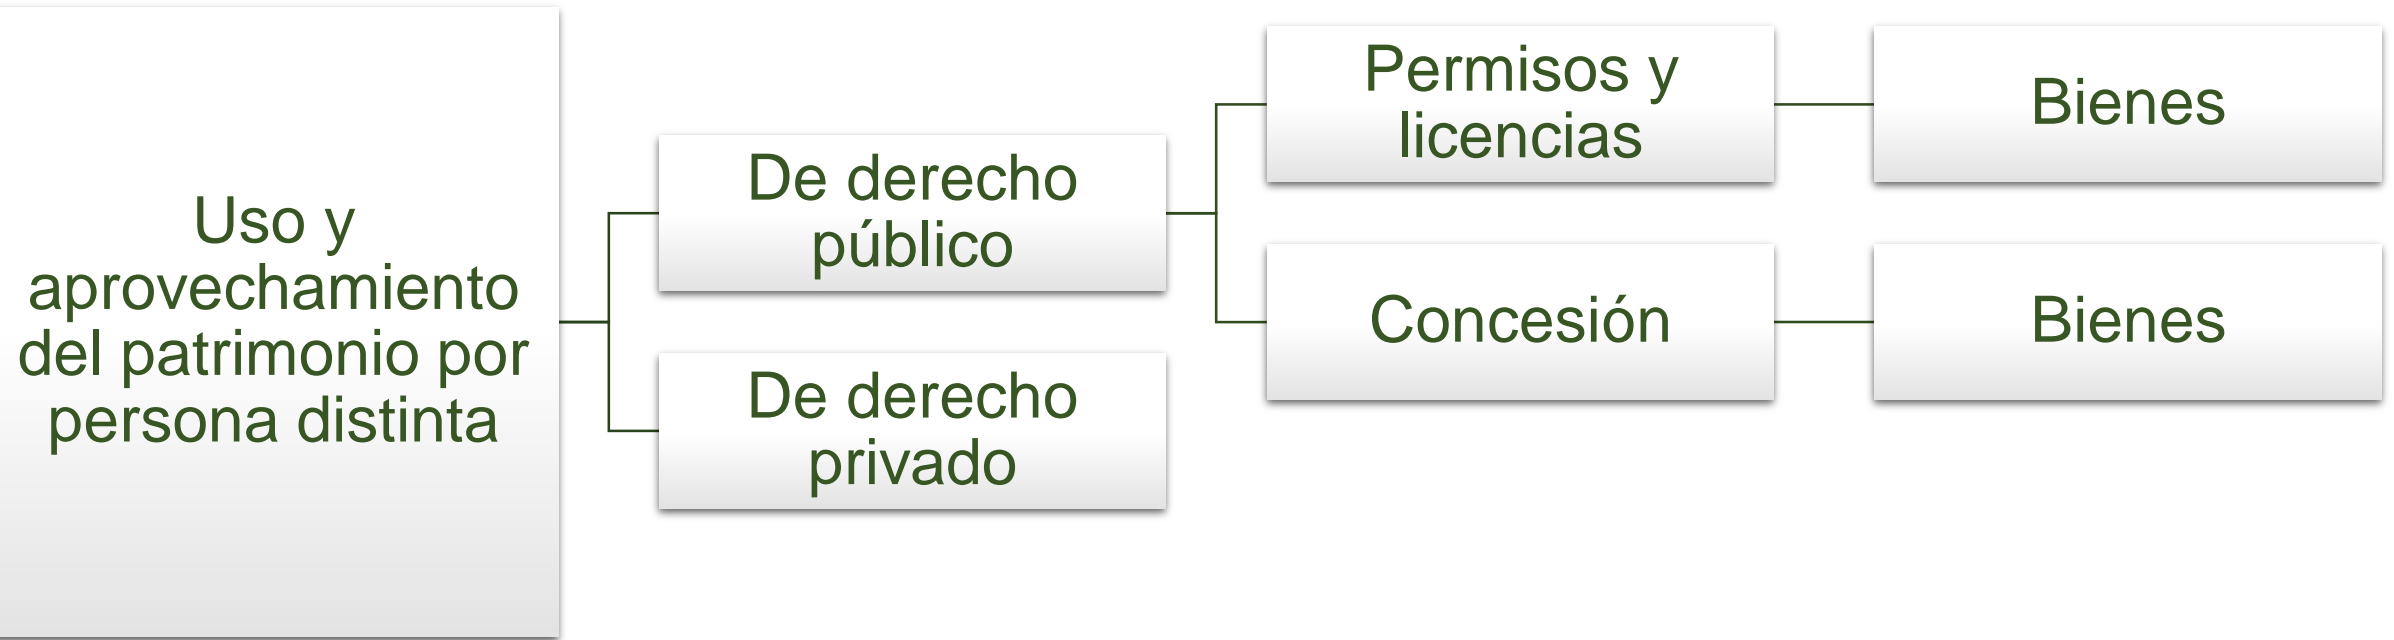 Uso y
aprovechamiento
del patrimonio por
persona distinta
De derecho
público
Permisos y
licencias
Bienes
Concesión
Bienes
De derecho
privado